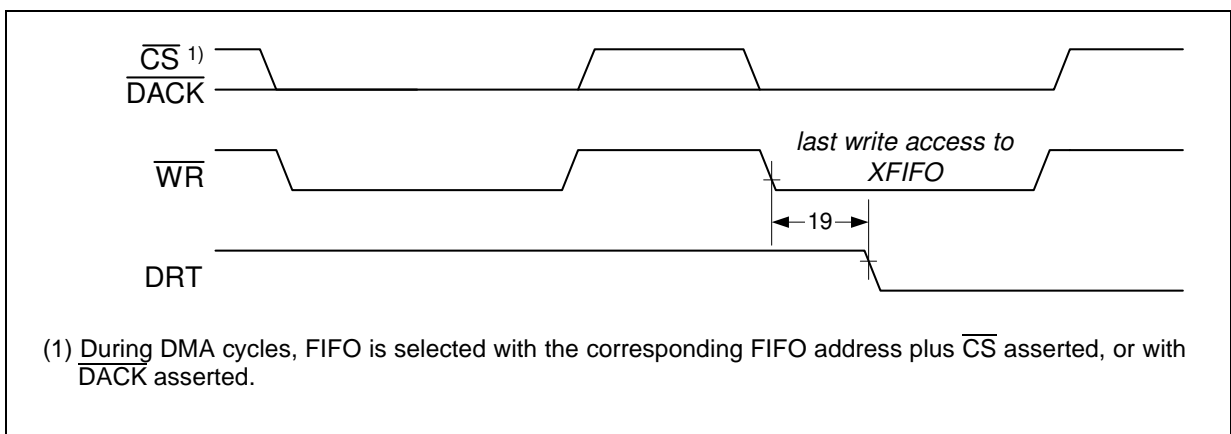 CS 1)
DACK
WR
last write access to
XFIFO
19
DRT
(1) During DMA cycles, FIFO is selected with the corresponding FIFO address plus CS asserted, or with
DACK asserted.